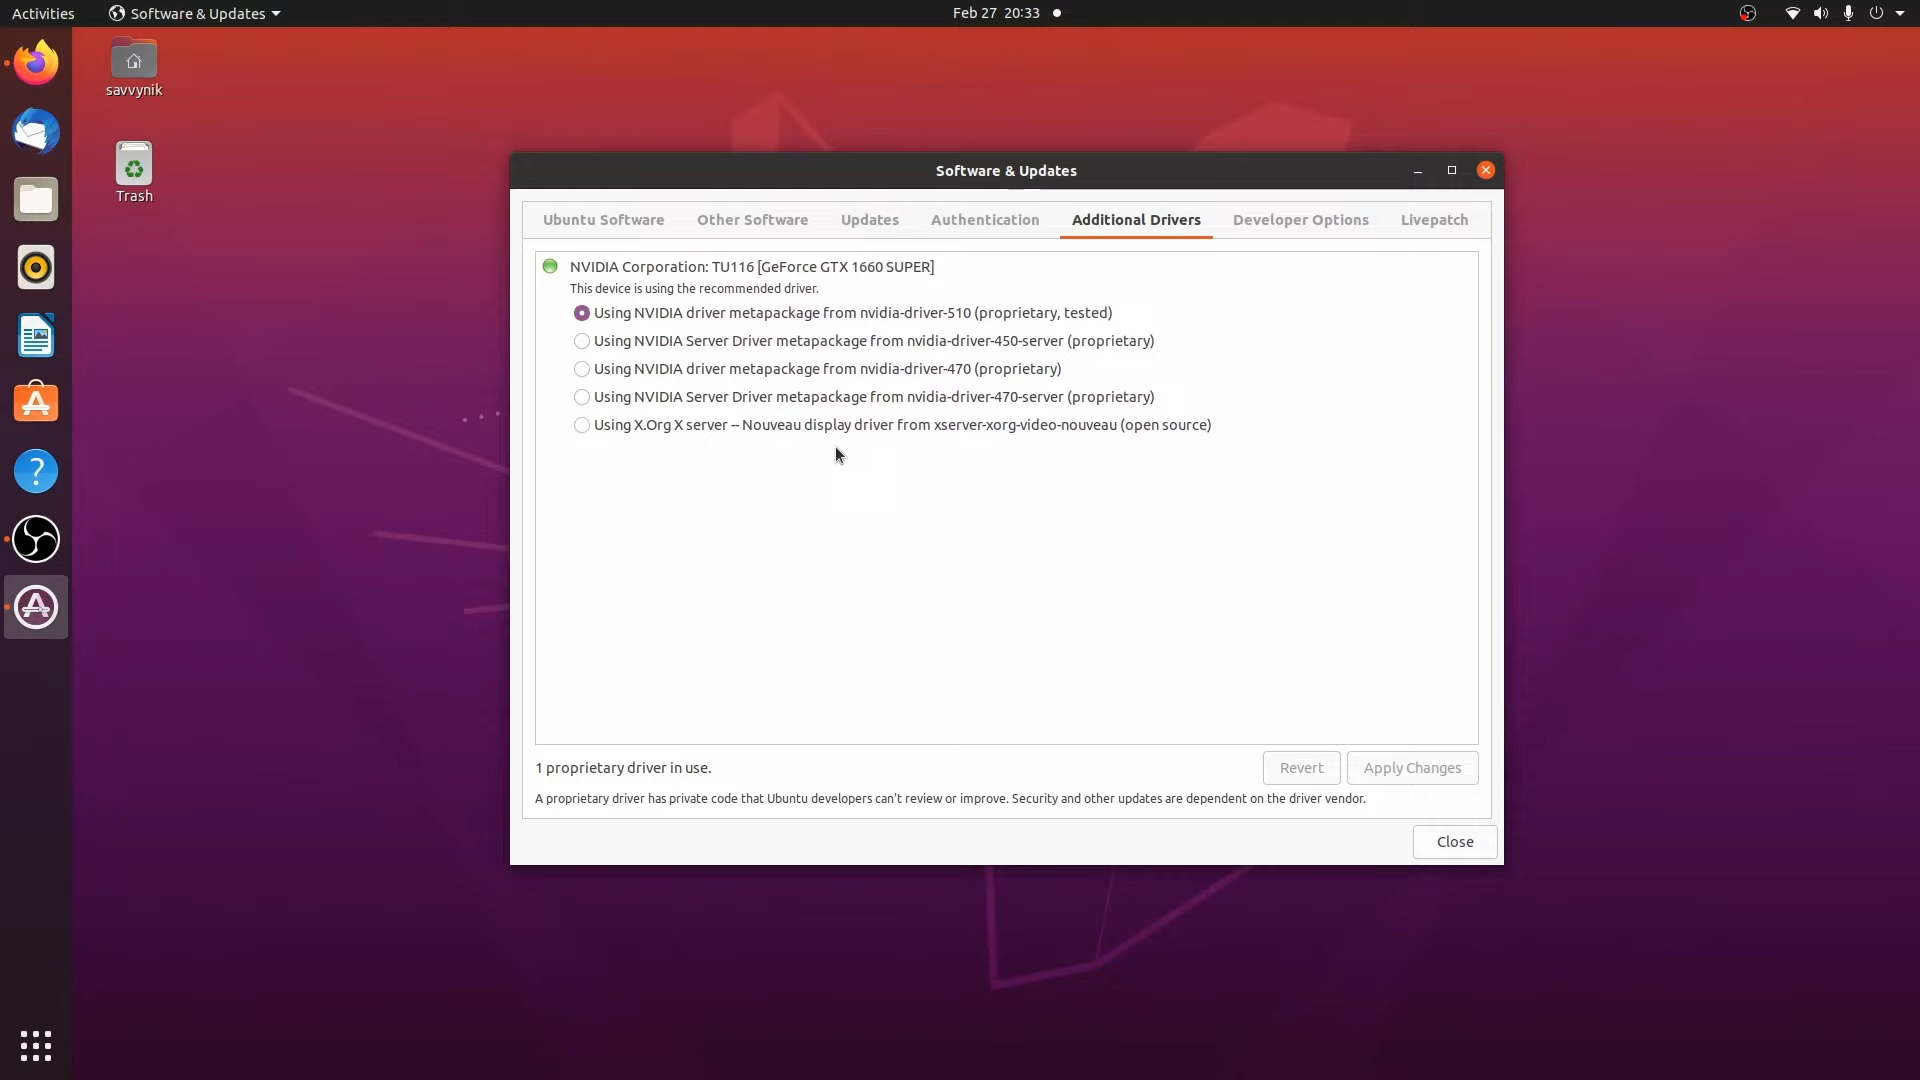 Activities
Software & Updates
Feb 27 20:33
savvynik
Trash
Software & Updates
Ubuntu Software
Other Software
Updates
Authentication
Additional Drivers
Developer Options
Livepatch
NVIDIA Corporation: TU116 [GeForce GTX 1660 SUPER]
This device is using the recommended driver.
Using NVIDIA driver metapackage from nvidia-driver-510 (proprietary, tested)
Using NVIDIA Server Driver metapackage from nvidia-driver-450-server (proprietary)
Using NVIDIA driver metapackage from nvidia-driver-470 (proprietary)
Using NVIDIA Server Driver metapackage from nvidia-driver-470-server (proprietary)
Using X.Org X server -- Nouveau display driver from xserver-xorg-video-nouveau (open source)
1 proprietary driver in use.
Revert
Apply Changes
A proprietary driver has private code that Ubuntu developers can't review or improve. Security and other updates are dependent on the driver vendor.
Close